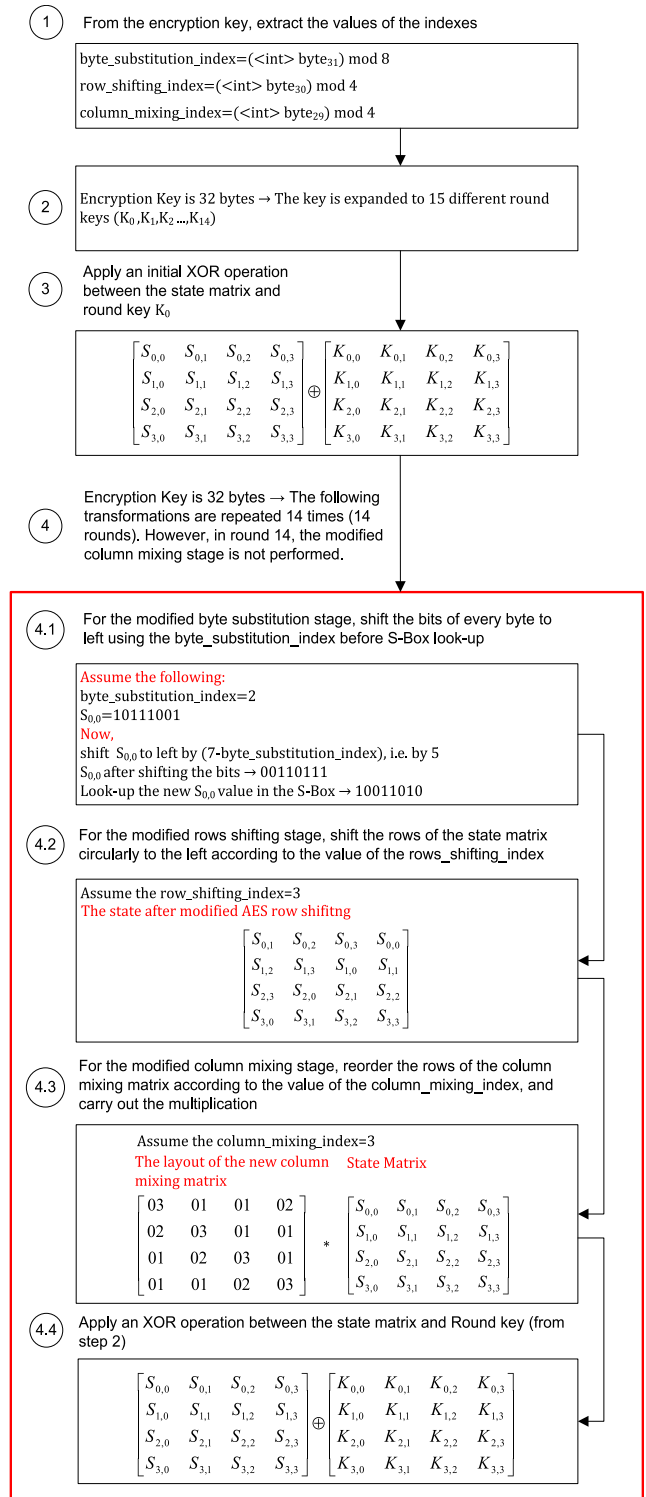 1
From the encryption key, extract the values of the indexes
byte_substitution_index=(<int> byte₃₁) mod 8
row_shifting_index=(<int> byte₃₀) mod 4
column_mixing_index=(<int> byte₂₉) mod 4
2
Encryption Key is 32 bytes → The key is expanded to 15 different round
keys (K₀,K₁,K₂ ...,K₁₄)
3
Apply an initial XOR operation
between the state matrix and
round key K₀
S₀,₀ S₀,₁ S₀,₂ S₀,₃ K₀,₀ K₀,₁ K₀,₂ K₀,₃
S₁,₀ S₁,₁ S₁,₂ S₁,₃ ⊕ K₁,₀ K₁,₁ K₁,₂ K₁,₃
S₂,₀ S₂,₁ S₂,₂ S₂,₃ K₂,₀ K₂,₁ K₂,₂ K₂,₃
S₃,₀ S₃,₁ S₃,₂ S₃,₃ K₃,₀ K₃,₁ K₃,₂ K₃,₃
4
Encryption Key is 32 bytes → The following
transformations are repeated 14 times (14
rounds). However, in round 14, the modified
column mixing stage is not performed.
4.1
For the modified byte substitution stage, shift the bits of every byte to
left using the byte_substitution_index before S-Box look-up
Assume the following:
byte_substitution_index=2
S₀,₀=10111001
Now,
shift S₀,₀ to left by (7-byte_substitution_index), i.e. by 5
S₀,₀ after shifting the bits → 00110111
Look-up the new S₀,₀ value in the S-Box → 10011010
4.2
For the modified rows shifting stage, shift the rows of the state matrix
circularly to the left according to the value of the rows_shifting_index
Assume the row_shifting_index=3
The state after modified AES row shifitng
S₀,₁ S₀,₂ S₀,₃ S₀,₀
S₁,₂ S₁,₃ S₁,₀ S₁,₁
S₂,₃ S₂,₀ S₂,₁ S₂,₂
S₃,₀ S₃,₁ S₃,₂ S₃,₃
4.3
For the modified column mixing stage, reorder the rows of the column
mixing matrix according to the value of the column_mixing_index, and
carry out the multiplication
Assume the column_mixing_index=3
The layout of the new column State Matrix
mixing matrix
03 01 01 02 S₀,₀ S₀,₁ S₀,₂ S₀,₃
02 03 01 01 * S₁,₀ S₁,₁ S₁,₂ S₁,₃
01 02 03 01 S₂,₀ S₂,₁ S₂,₂ S₂,₃
01 01 02 03 S₃,₀ S₃,₁ S₃,₂ S₃,₃
4.4
Apply an XOR operation between the state matrix and Round key (from
step 2)
S₀,₀ S₀,₁ S₀,₂ S₀,₃ K₀,₀ K₀,₁ K₀,₂ K₀,₃
S₁,₀ S₁,₁ S₁,₂ S₁,₃ ⊕ K₁,₀ K₁,₁ K₁,₂ K₁,₃
S₂,₀ S₂,₁ S₂,₂ S₂,₃ K₂,₀ K₂,₁ K₂,₂ K₂,₃
S₃,₀ S₃,₁ S₃,₂ S₃,₃ K₃,₀ K₃,₁ K₃,₂ K₃,₃